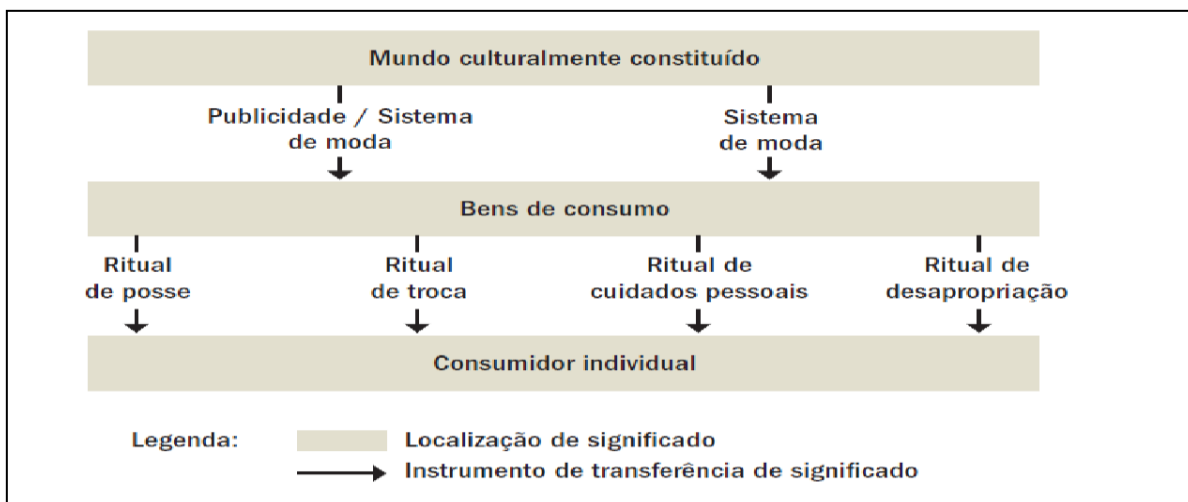 Mundo culturalmente constituído
Publicidade / Sistema
de moda
Sistema
de moda
Bens de consumo
Ritual
de posse
Ritual
de troca
Ritual de
cuidados pessoais
Ritual de
desapropriação
Consumidor individual
Legenda:
Localização de significado
Instrumento de transferência de significado